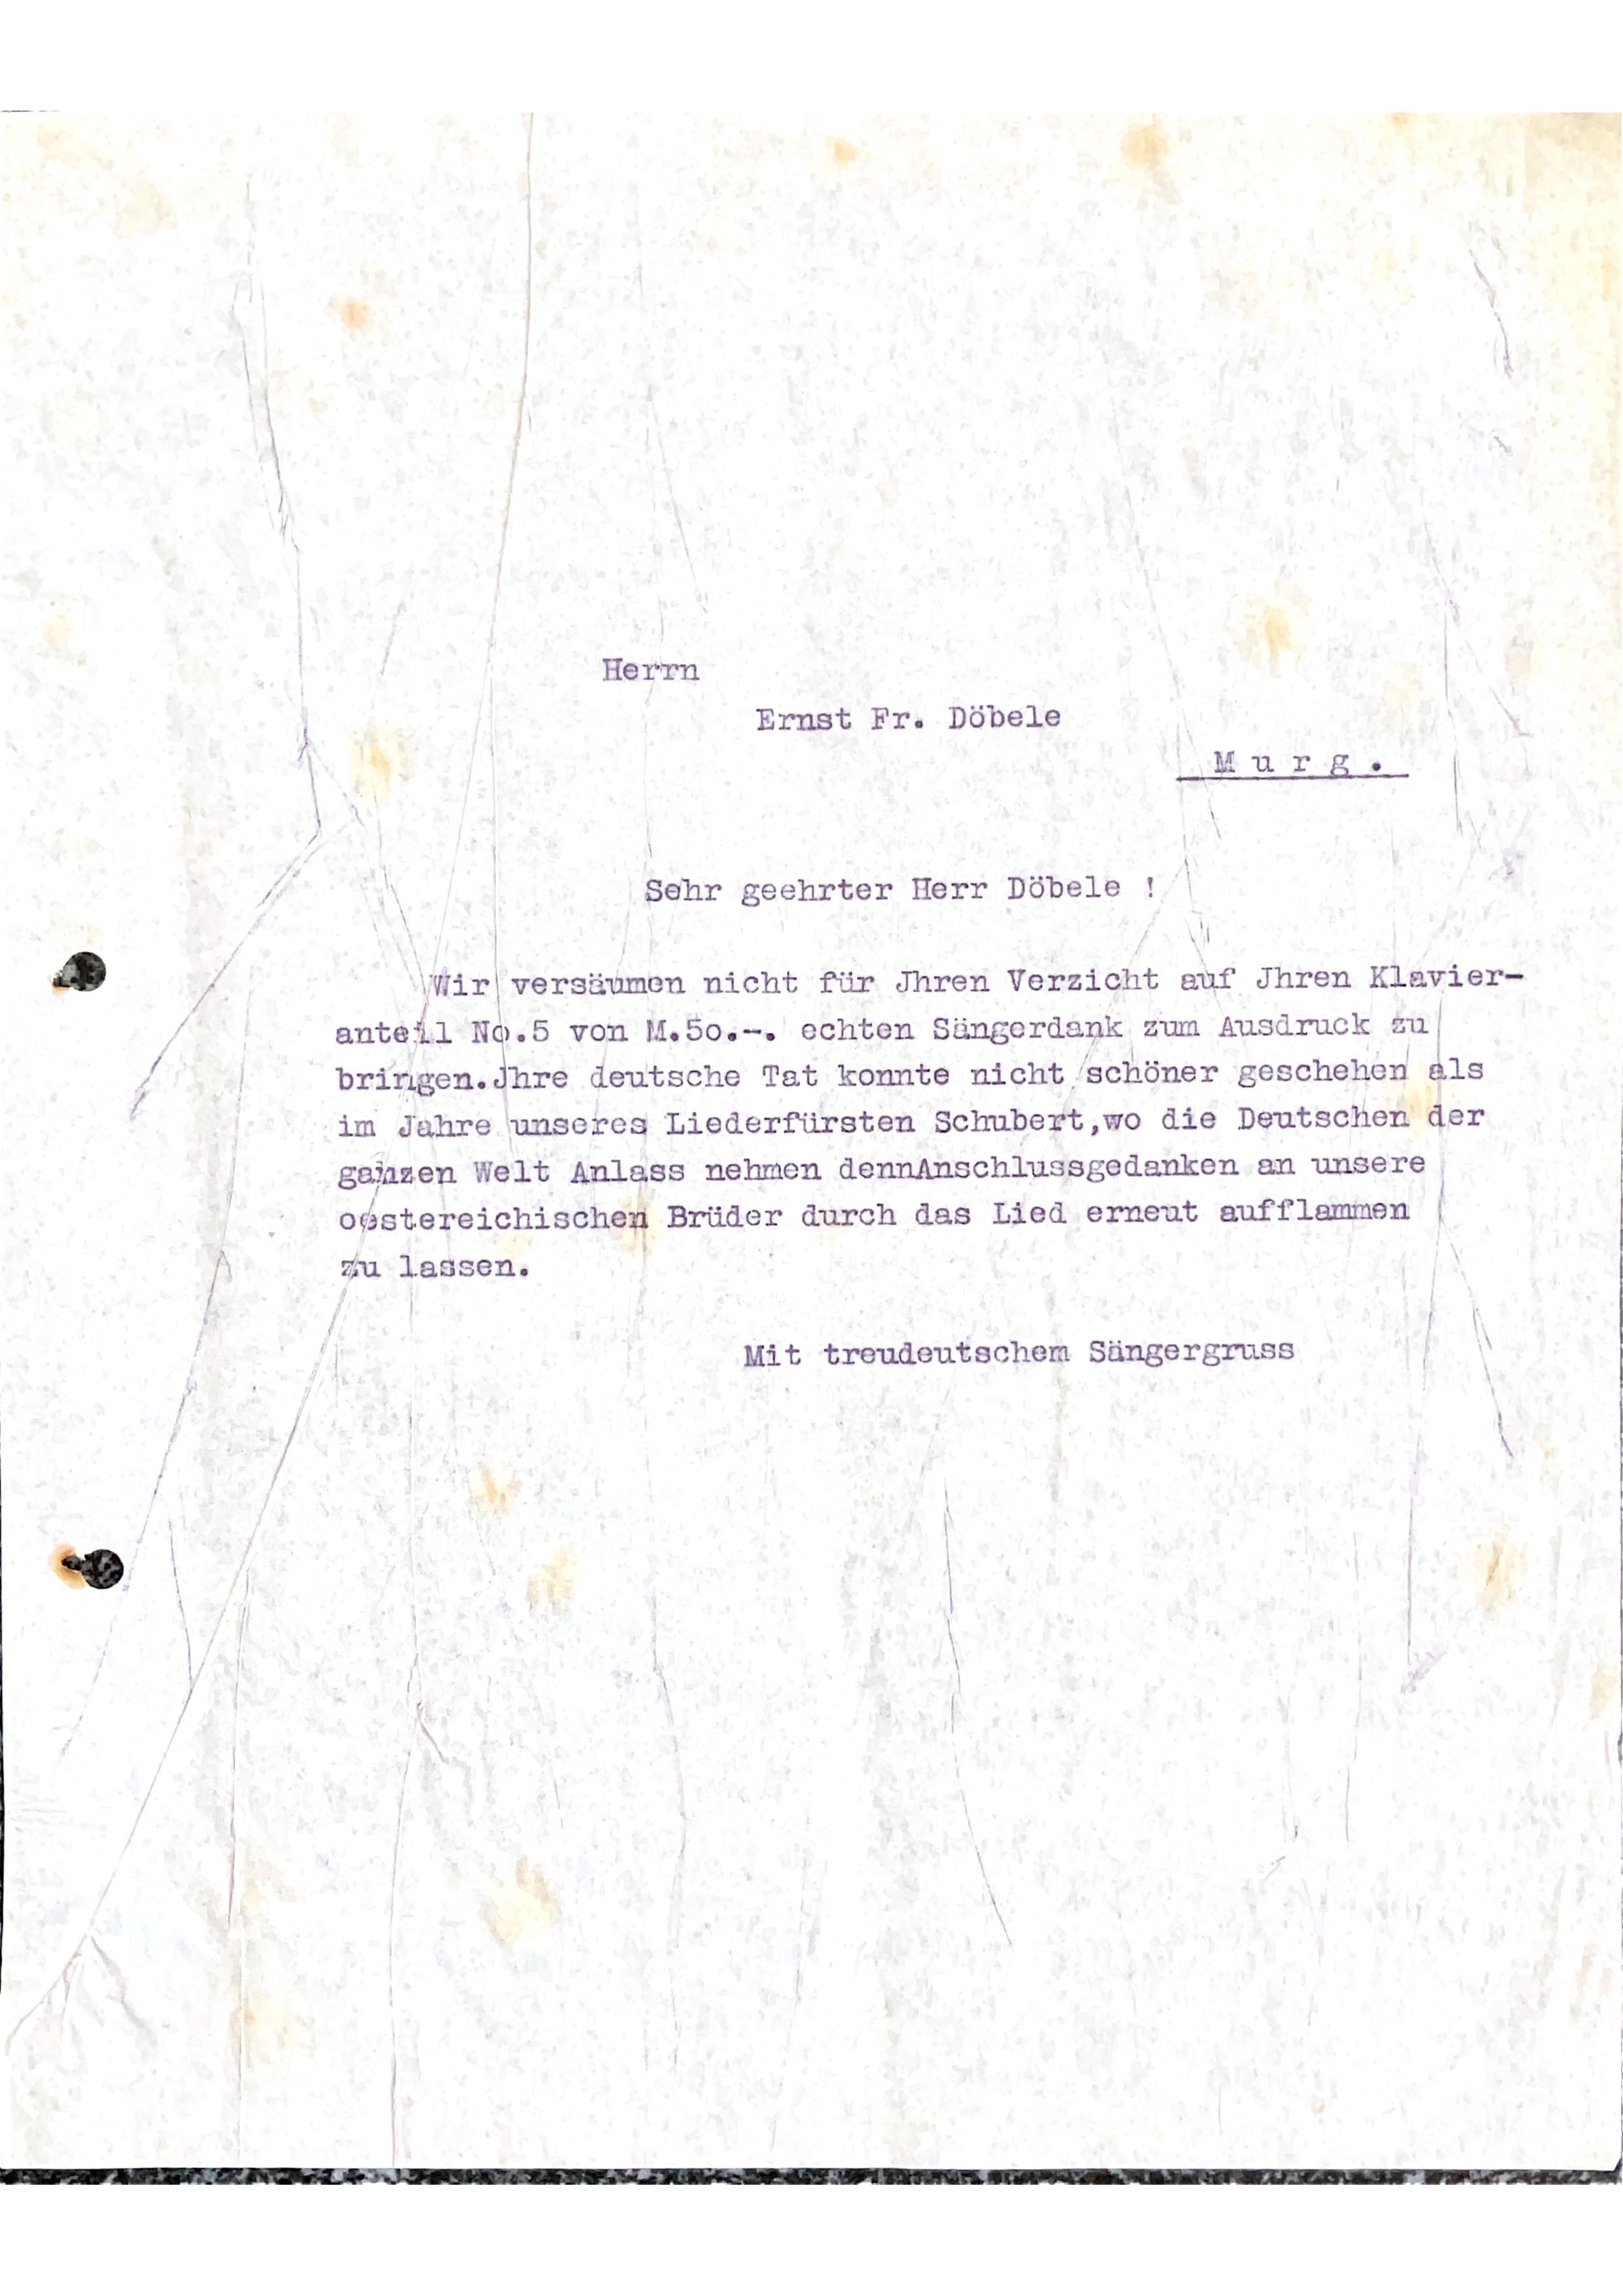 Herrn
Ernst Fr. Döbele
M u r g .
Sehr geehrter Herr Döbele !
Wir versäumen nicht für Jhren Verzicht auf Jhren Klavier-
anteil No.5 von M.5o.-. echten Sängerdank zum Ausdruck zu
bringen.Jhre deutsche Tat konnte nicht schöner geschehen als
im Jahre unseres Liederfürsten Schubert,wo die Deutschen der
ganzen Welt Anlass nehmen dennAnschlussgedanken an unsere
oestereichischen Brüder durch das Lied erneut aufflammen
zu lassen.
Mit treudeutschem Sängergruss